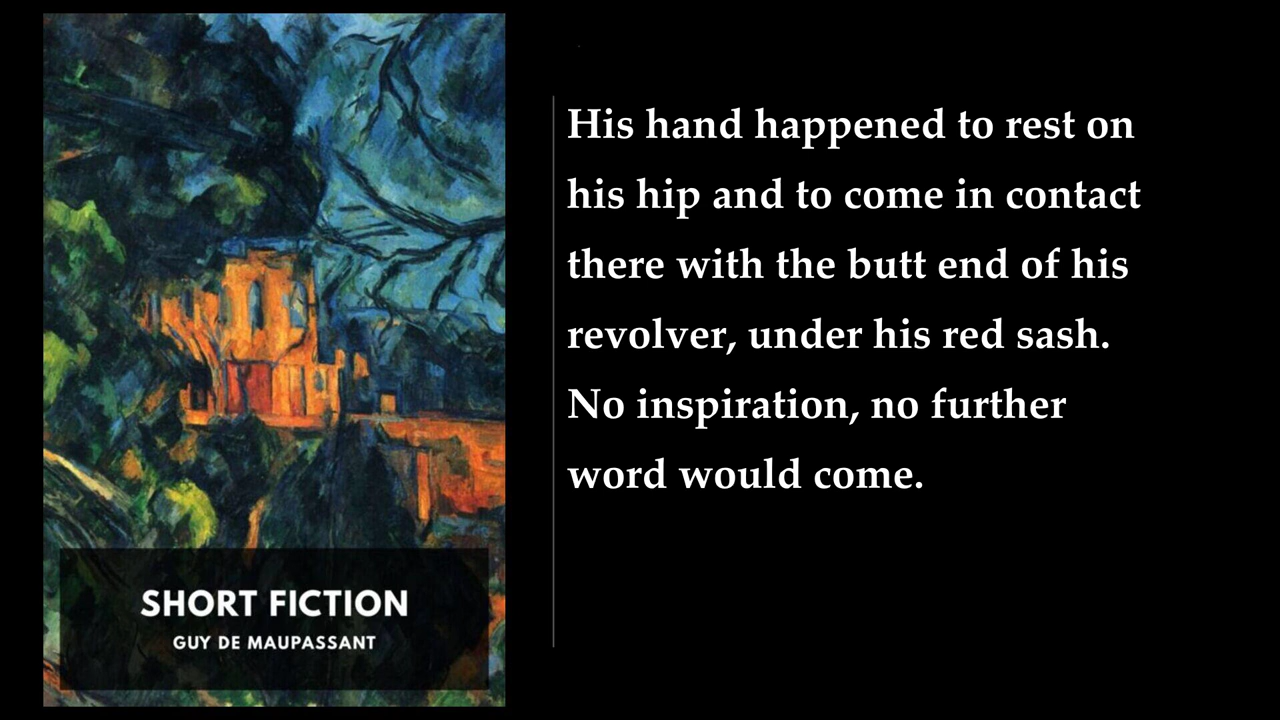 His hand happened to rest on
his hip and to come in contact
there with the butt end of his
revolver, under his red sash.
No inspiration, no further
word would come.
SHORT FICTION
GUY DE MAUPASSANT